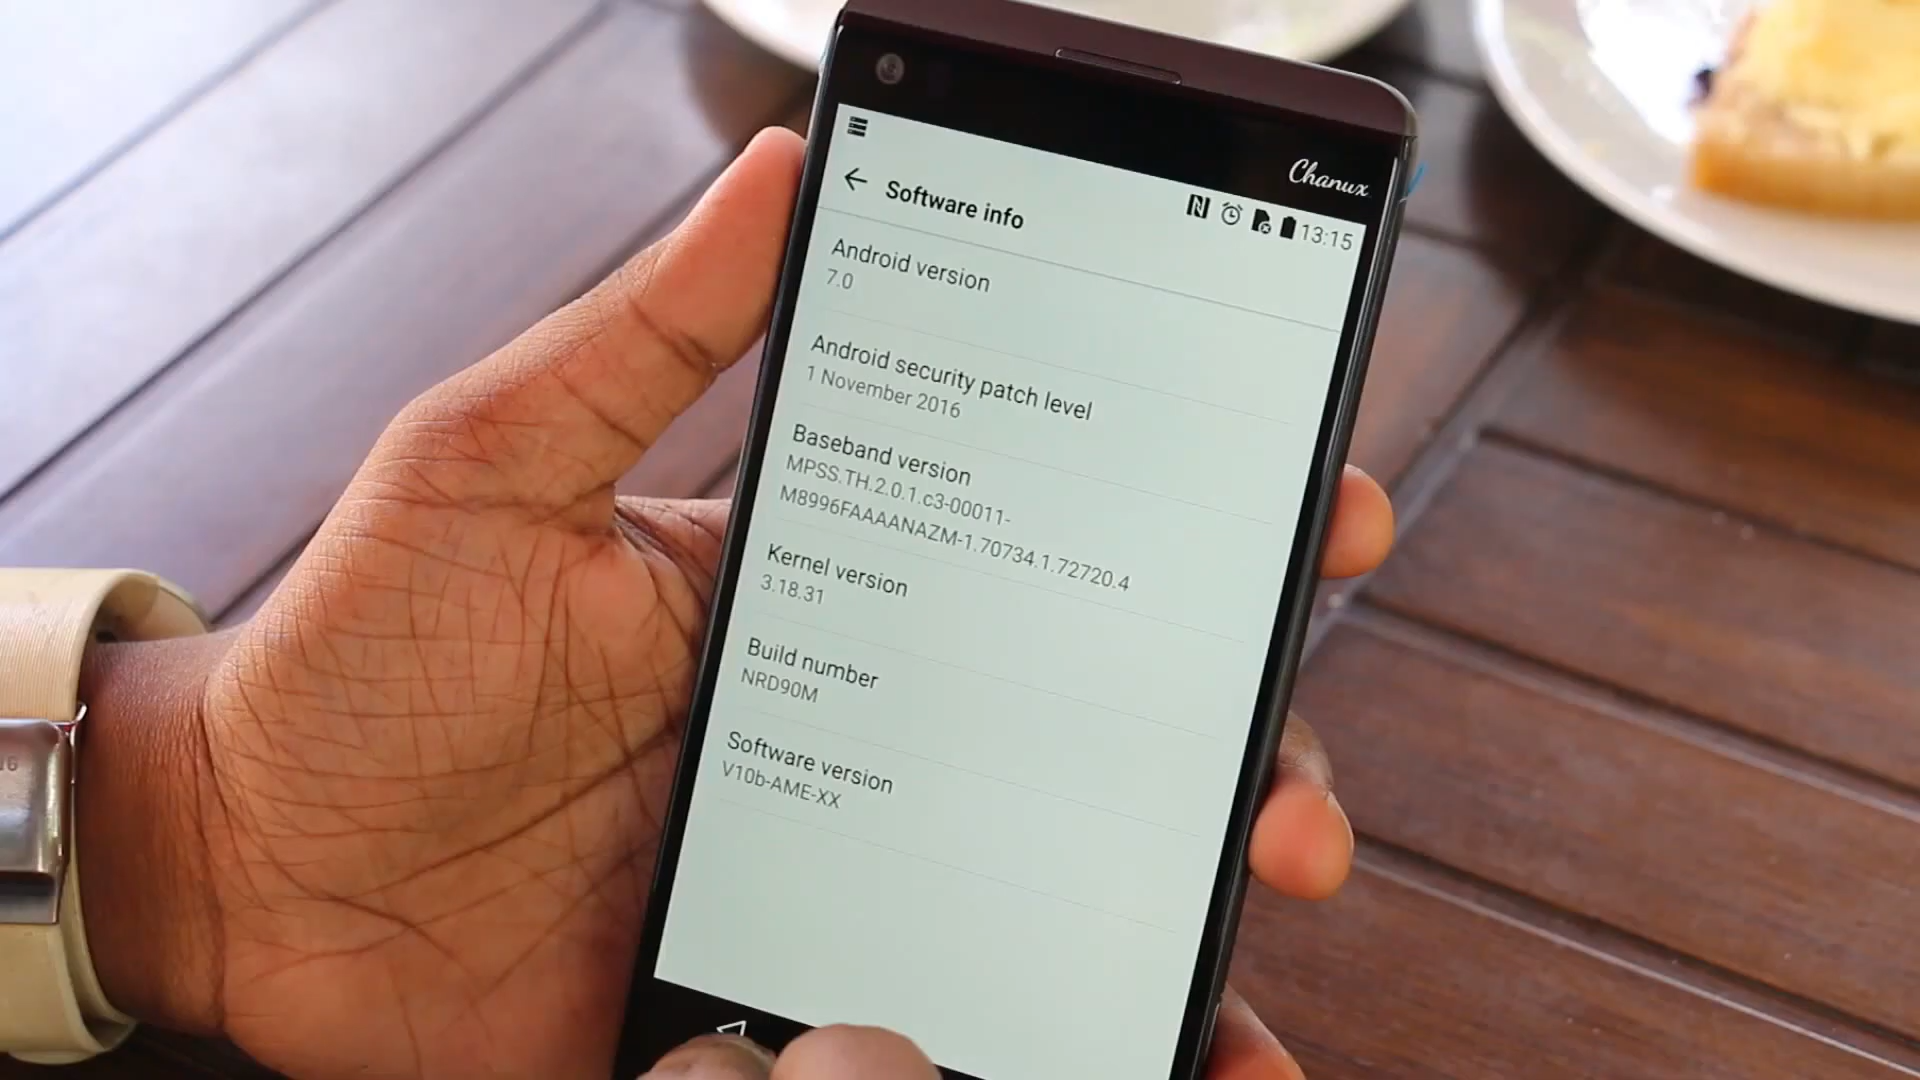 Chanux
13:15
Software info
Android version
7.0
Android security patch level
1 November 2016
Baseband version
MPSS.TH.2.0.1.c3-00011-
M8996FAAAANAZM-1.70734.1.72720.4
Kernel version
3.18.31
Build number
NRD90M
Software version
V10b-AME-XX